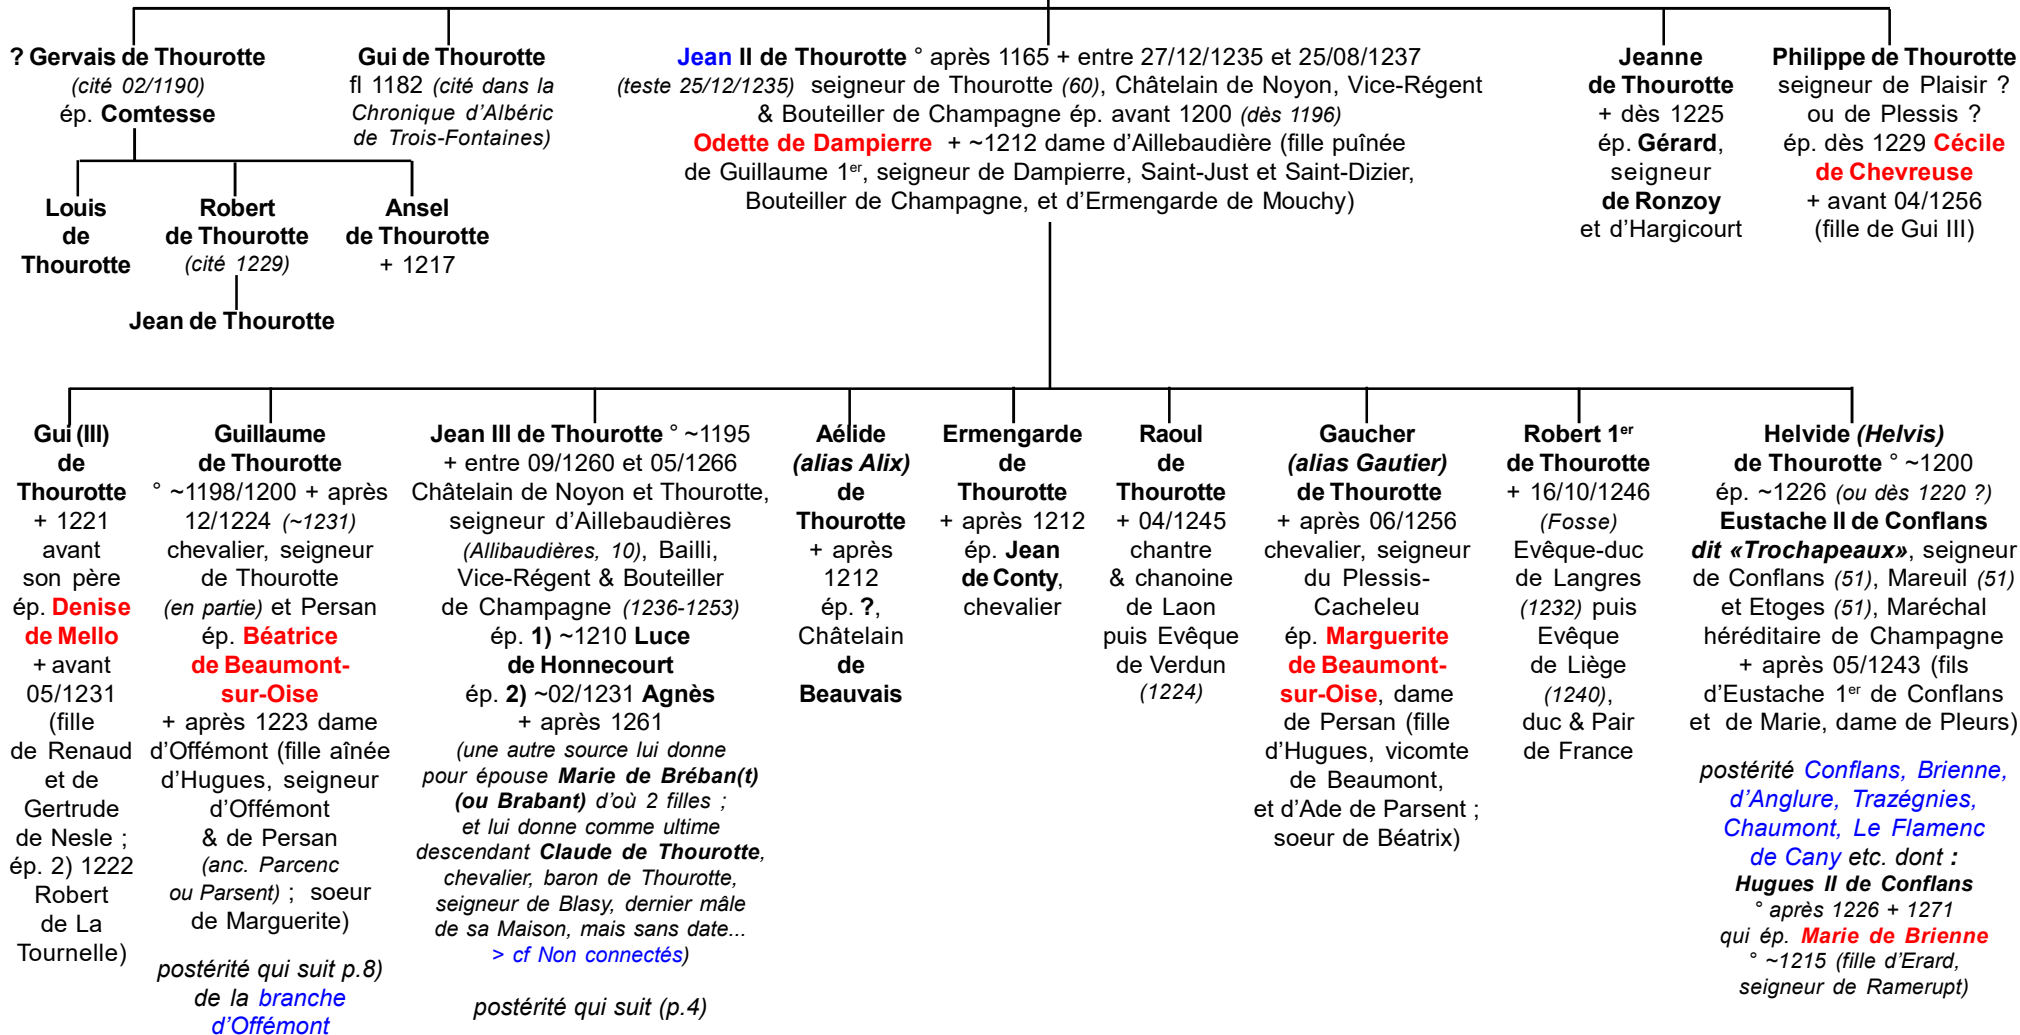 ? Gervais de Thourotte
(cité 02/1190)
ép. Comtesse
Gui de Thourotte
fl 1182 (cité dans la
Chronique d’Albéric
de Trois-Fontaines)
Jean II de Thourotte ° après 1165 + entre 27/12/1235 et 25/08/1237
(teste 25/12/1235) seigneur de Thourotte (60), Châtelain de Noyon, Vice-Régent
& Bouteiller de Champagne ép. avant 1200 (dès 1196)
Odette de Dampierre + ~1212 dame d’Aillebaudière (fille puînée
de Guillaume 1er, seigneur de Dampierre, Saint-Just et Saint-Dizier,
Bouteiller de Champagne, et d’Ermengarde de Mouchy)
Jeanne
de Thourotte
+ dès 1225
ép. Gérard,
seigneur
de Ronzoy
et d’Hargicourt
Philippe de Thourotte
seigneur de Plaisir ?
ou de Plessis ?
ép. dès 1229 Cécile
de Chevreuse
+ avant 04/1256
(fille de Gui III)
Louis
de
Thourotte
Robert
de Thourotte
(cité 1229)
Ansel
de Thourotte
+ 1217
Jean de Thourotte
Gui (III)
de
Thourotte
+ 1221
avant
son père
ép. Denise
de Mello
+ avant
05/1231
(fille
de Renaud
et de
Gertrude
de Nesle ;
ép. 2) 1222
Robert
de La
Tournelle)
Guillaume
de Thourotte
° ~1198/1200 + après
12/1224 (~1231)
chevalier, seigneur
de Thourotte
(en partie) et Persan
ép. Béatrice
de Beaumont-
sur-Oise
+ après 1223 dame
d’Offémont (fille aînée
d’Hugues, seigneur
d’Offémont
& de Persan
(anc. Parcenc
ou Parsent) ; soeur
de Marguerite)
postérité qui suit p.8)
de la branche
d’Offémont
Jean III de Thourotte ° ~1195
+ entre 09/1260 et 05/1266
Châtelain de Noyon et Thourotte,
seigneur d’Aillebaudières
(Allibaudières, 10), Bailli,
Vice-Régent & Bouteiller
de Champagne (1236-1253)
ép. 1) ~1210 Luce
de Honnecourt
ép. 2) ~02/1231 Agnès
+ après 1261
(une autre source lui donne
pour épouse Marie de Bréban(t)
(ou Brabant) d’où 2 filles ;
et lui donne comme ultime
descendant Claude de Thourotte,
chevalier, baron de Thourotte,
seigneur de Blasy, dernier mâle
de sa Maison, mais sans date...
> cf Non connectés)
postérité qui suit (p.4)
Aélide
(alias Alix)
de
Thourotte
+ après
1212
ép. ?,
Châtelain
de
Beauvais
Ermengarde
de
Thourotte
+ après 1212
ép. Jean
de Conty,
chevalier
Raoul
de
Thourotte
+ 04/1245
chantre
& chanoine
de Laon
puis Evêque
de Verdun
(1224)
Gaucher
(alias Gautier)
de Thourotte
+ après 06/1256
chevalier, seigneur
du Plessis-
Cacheleu
ép. Marguerite
de Beaumont-
sur-Oise, dame
de Persan (fille
d’Hugues, vicomte
de Beaumont,
et d’Ade de Parsent ;
soeur de Béatrix)
Robert 1er
de Thourotte
+ 16/10/1246
(Fosse)
Evêque-duc
de Langres
(1232) puis
Evêque
de Liège
(1240),
duc & Pair
de France
Helvide (Helvis)
de Thourotte ° ~1200
ép. ~1226 (ou dès 1220 ?)
Eustache II de Conflans
dit «Trochapeaux», seigneur
de Conflans (51), Mareuil (51)
et Etoges (51), Maréchal
héréditaire de Champagne
+ après 05/1243 (fils
d’Eustache 1er de Conflans
et de Marie, dame de Pleurs)
postérité Conflans, Brienne,
d’Anglure, Trazégnies,
Chaumont, Le Flamenc
de Cany etc. dont :
Hugues II de Conflans
° après 1226 + 1271
qui ép. Marie de Brienne
° ~1215 (fille d’Erard,
seigneur de Ramerupt)